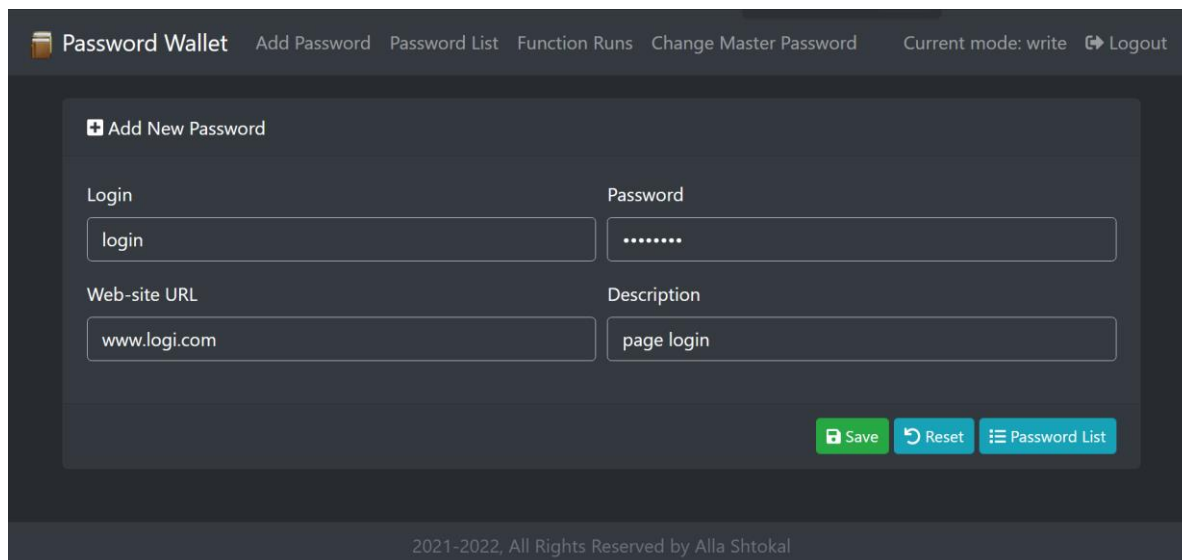 Password Wallet Add Password Password List Function Runs Change Master Password Current mode: write Logout
Add New Password
Login Password
login ••••••••
Web-site URL Description
www.logi.com page login
Save Reset Password List
2021-2022, All Rights Reserved by Alla Shtokal